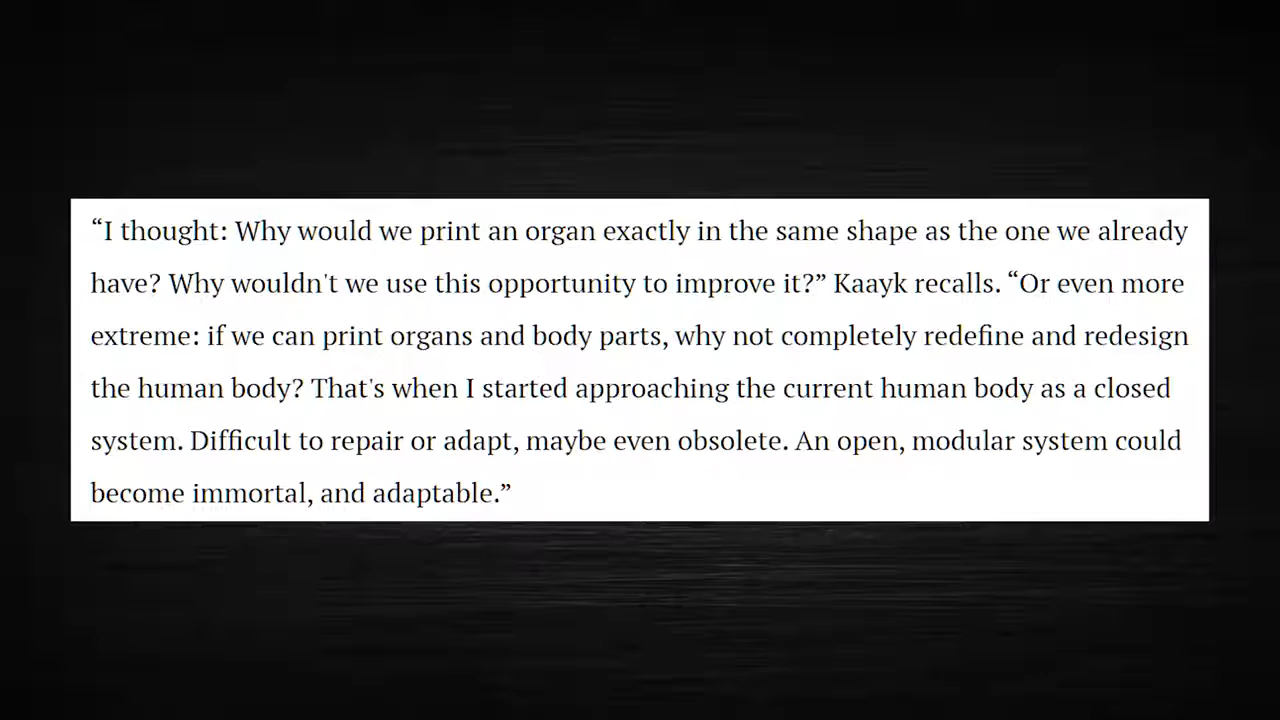 “I thought: Why would we print an organ exactly in the same shape as the one we already
have? Why wouldn't we use this opportunity to improve it?” Kaayk recalls. “Or even more
extreme: if we can print organs and body parts, why not completely redefine and redesign
the human body? That's when I started approaching the current human body as a closed
system. Difficult to repair or adapt, maybe even obsolete. An open, modular system could
become immortal, and adaptable.”